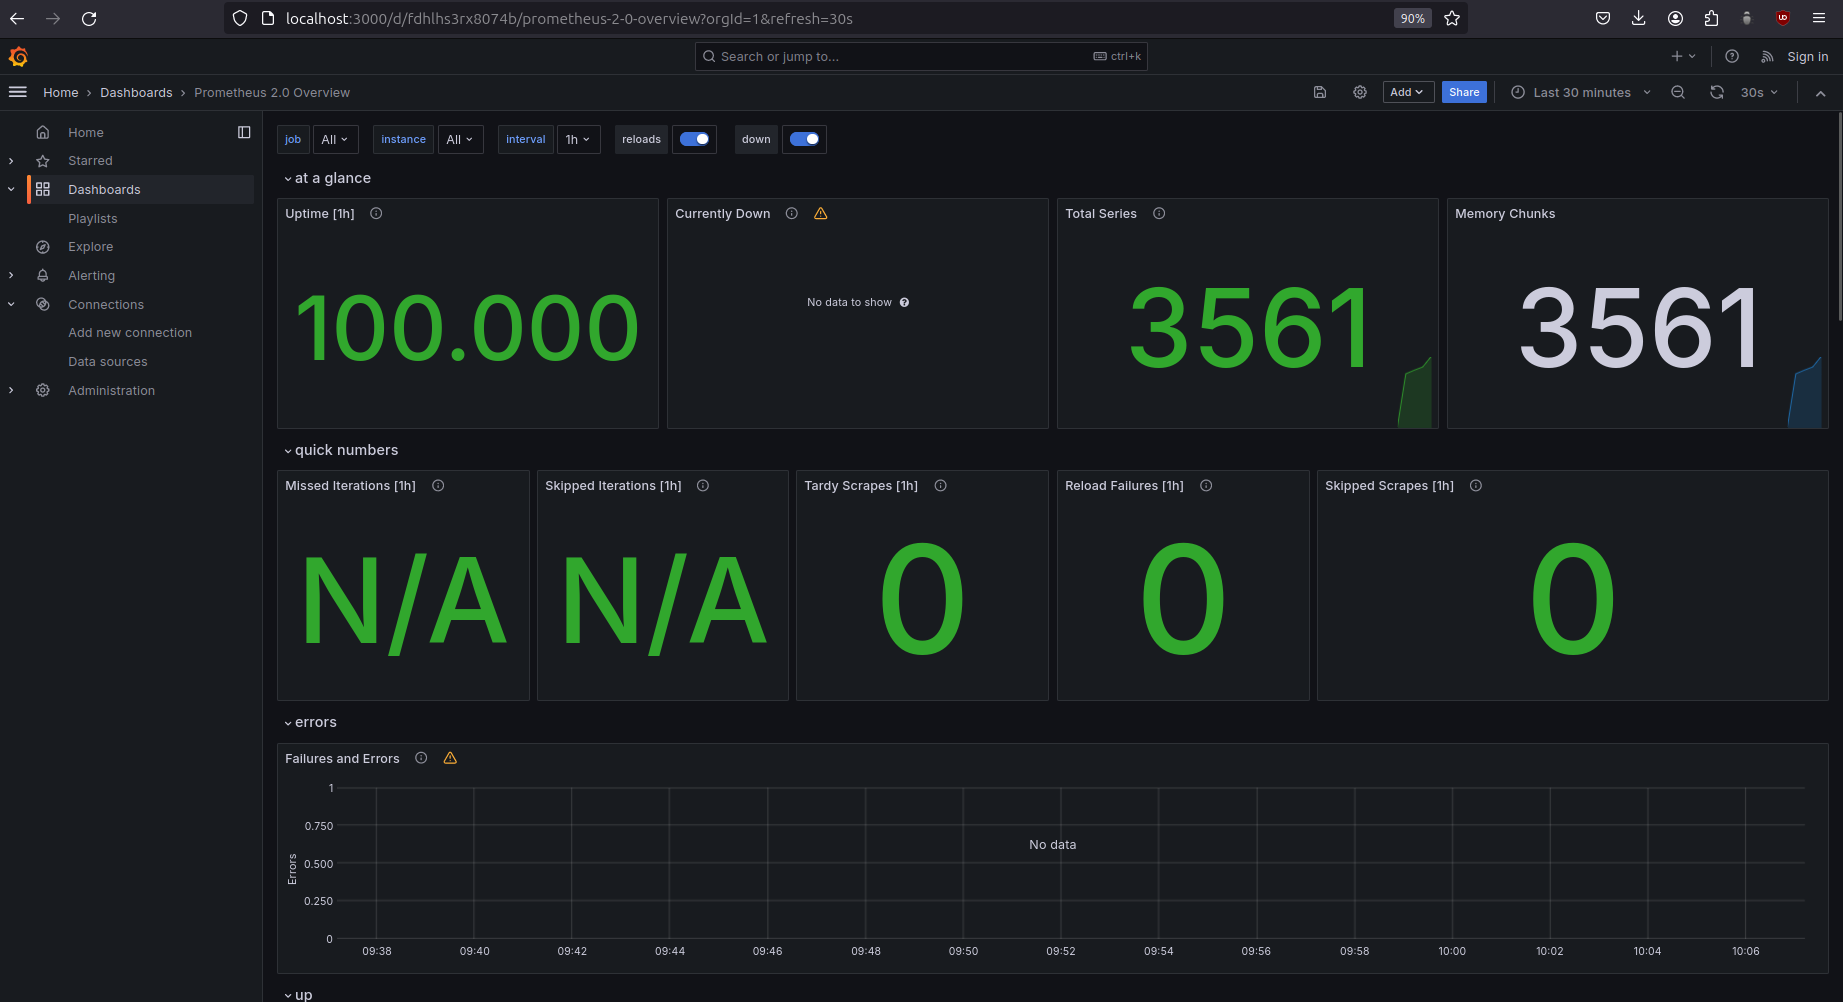 localhost:3000/d/fdhlhs3rx8074b/prometheus-2-0-overview?orgId=1&refresh=30s
90%
UD
Search or jump to...
ctrl+k
Sign in
Home › Dashboards › Prometheus 2.0 Overview
Add
Share
Last 30 minutes
30s
Home
Starred
Dashboards
Playlists
Explore
Alerting
Connections
Add new connection
Data sources
Administration
job All instance All interval 1h reloads down
at a glance
Uptime [1h]
100.000
Currently Down
No data to show
Total Series
3561
Memory Chunks
3561
quick numbers
Missed Iterations [1h]
N/A
Skipped Iterations [1h]
N/A
Tardy Scrapes [1h]
0
Reload Failures [1h]
0
Skipped Scrapes [1h]
0
errors
Failures and Errors
Errors
1
0.750
0.500
0.250
0
No data
09:38 09:40 09:42 09:44 09:46 09:48 09:50 09:52 09:54 09:56 09:58 10:00 10:02 10:04 10:06
up